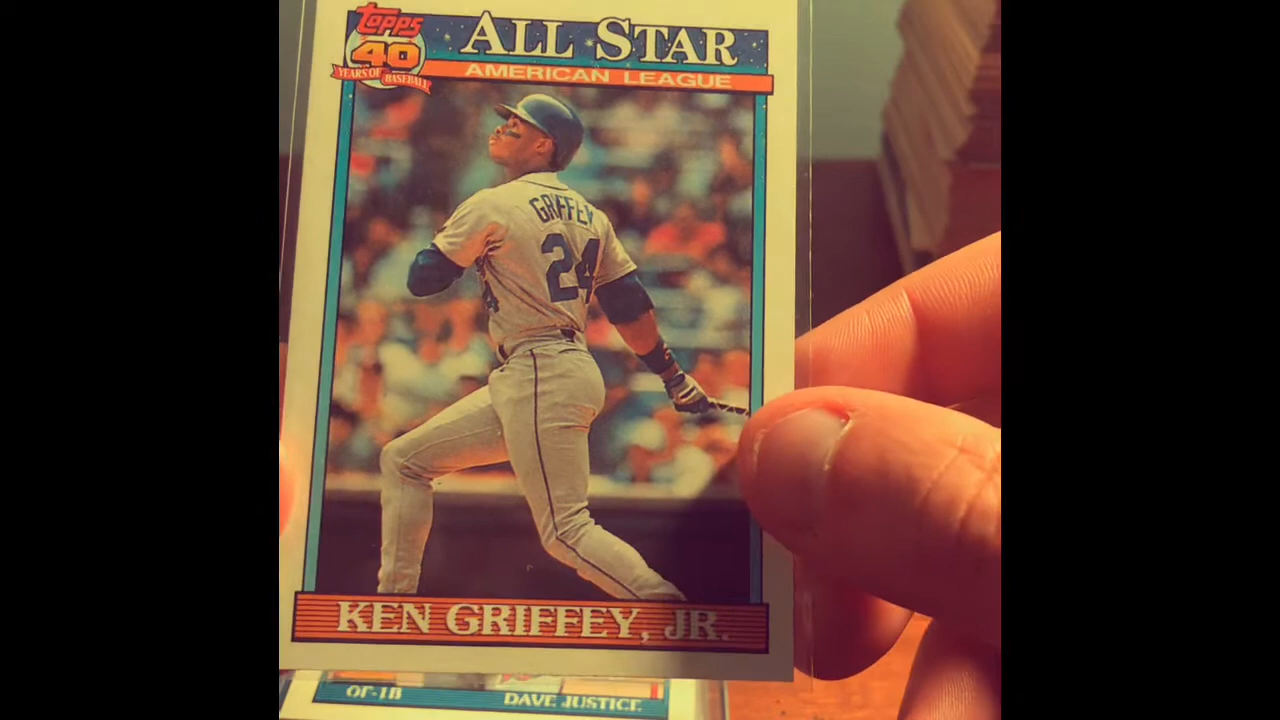 Topps
40
YEARS OF BASEBALL
ALL STAR
AMERICAN LEAGUE
GRIFFEY
24
KEN GRIFFEY, JR.
OF-1B
DAVE JUSTICE